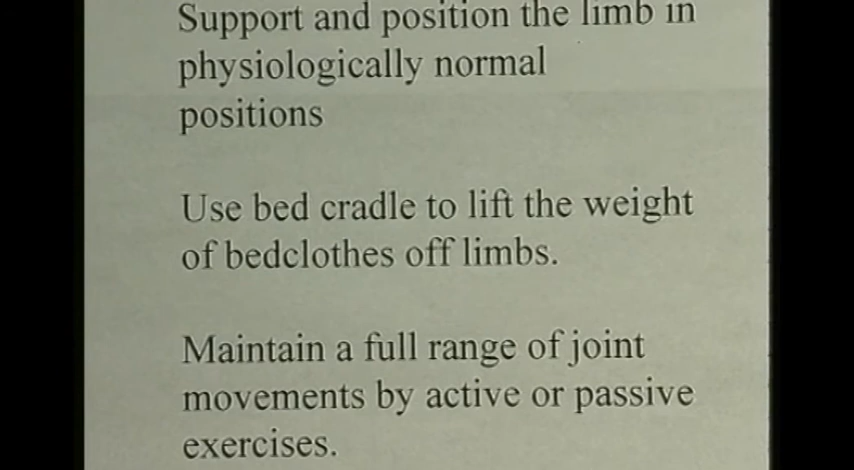 Support and position the limb in
physiologically normal
positions
Use bed cradle to lift the weight
of bedclothes off limbs.
Maintain a full range of joint
movements by active or passive
exercises.